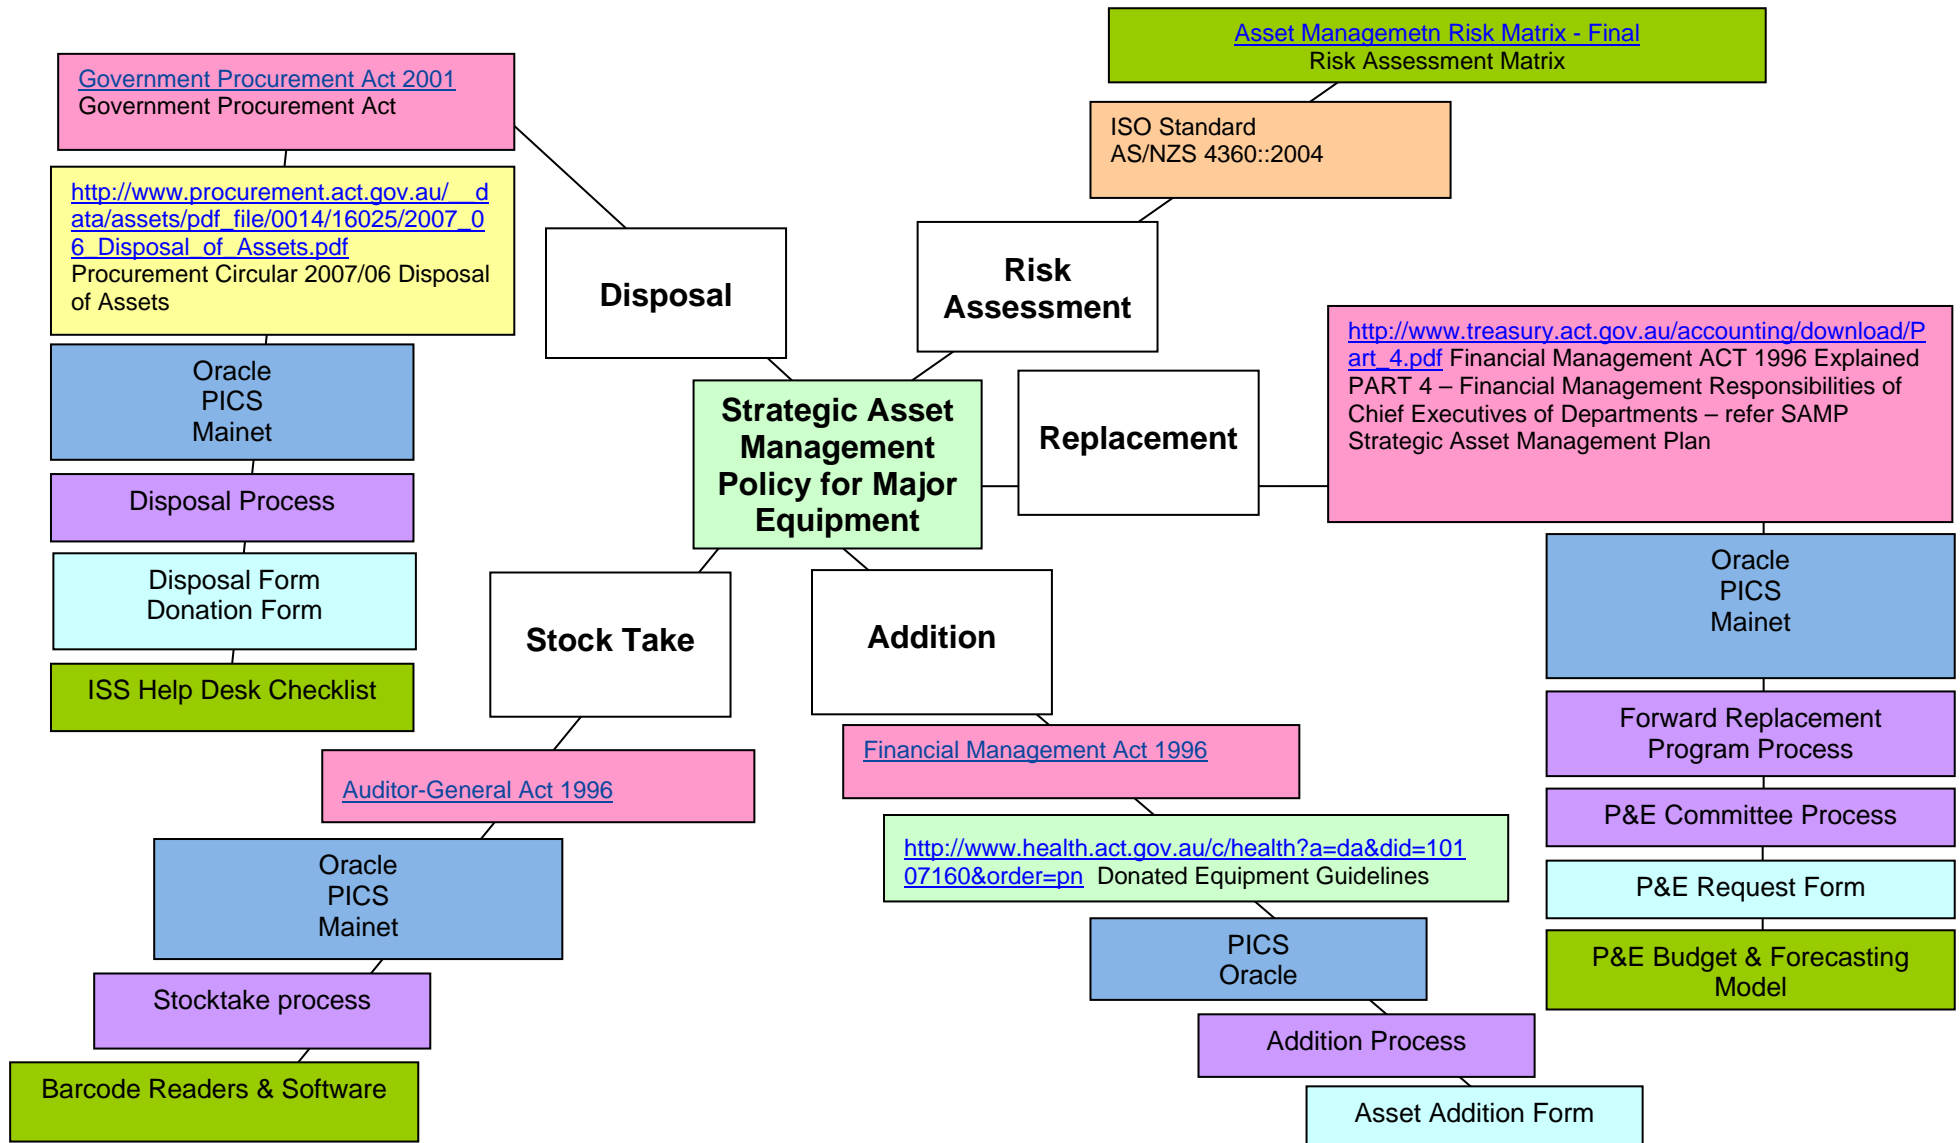 Asset Managemetn Risk Matrix - Final
Risk Assessment Matrix
Government Procurement Act 2001
Government Procurement Act
ISO Standard
AS/NZS 4360::2004
http://www.procurement.act.gov.au/__d
ata/assets/pdf_file/0014/16025/2007_0
6_Disposal_of_Assets.pdf
Procurement Circular 2007/06 Disposal
of Assets
Disposal
Risk
Assessment
http://www.treasury.act.gov.au/accounting/download/P
art_4.pdf Financial Management ACT 1996 Explained
PART 4 – Financial Management Responsibilities of
Chief Executives of Departments – refer SAMP
Strategic Asset Management Plan
Oracle
PICS
Mainet
Strategic Asset
Management
Policy for Major
Equipment
Replacement
Disposal Process
Disposal Form
Donation Form
ISS Help Desk Checklist
Stock Take
Addition
Oracle
PICS
Mainet
Forward Replacement
Program Process
P&E Committee Process
P&E Request Form
P&E Budget & Forecasting
Model
Auditor-General Act 1996
Financial Management Act 1996
Oracle
PICS
Mainet
http://www.health.act.gov.au/c/health?a=da&did=101
07160&order=pn  Donated Equipment Guidelines
PICS
Oracle
Stocktake process
Addition Process
Barcode Readers & Software
Asset Addition Form